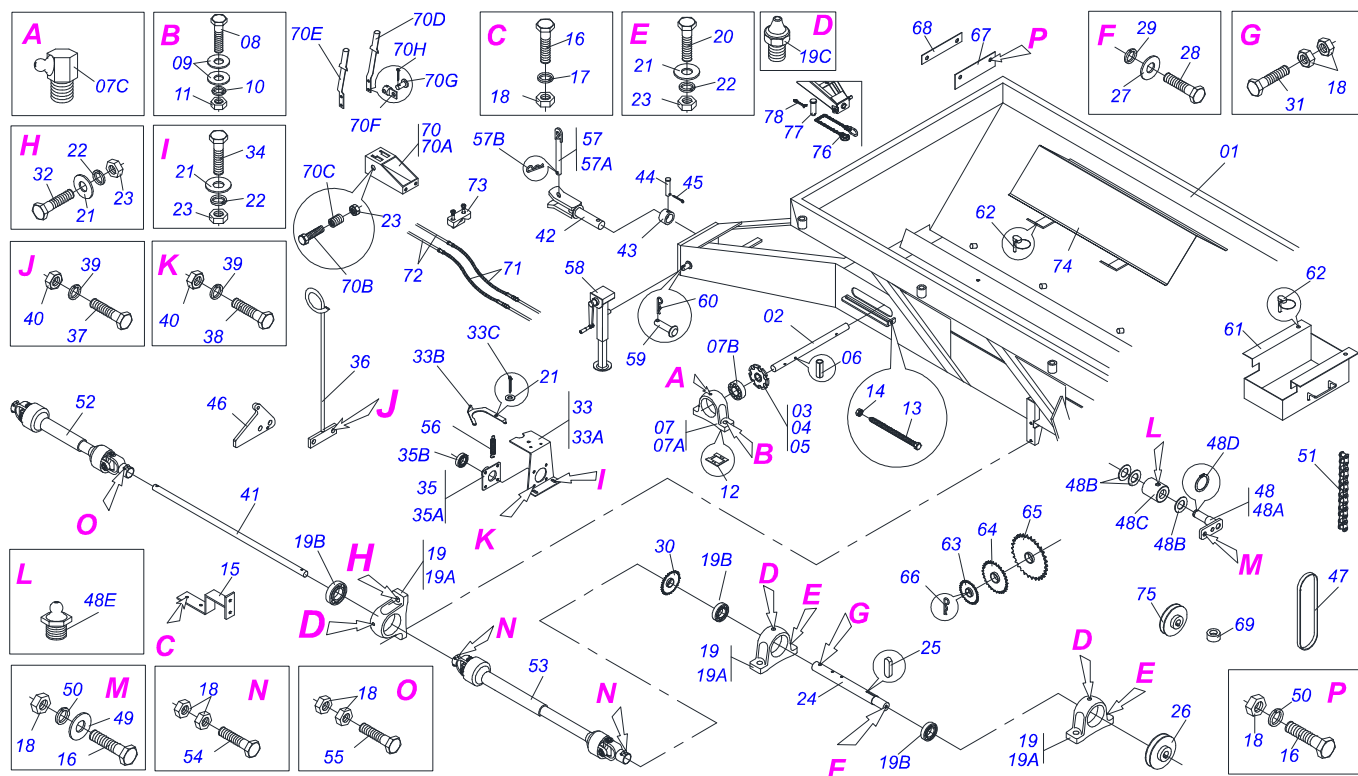 A
07C
B
08
09
10
11
70E
70D
70H
70G
70F
C
16
17
18
E
20
21
22
23
D
19C
68
67
P
F
29
27
28
G
31
18
H
32
22
21
23
I
34
21
22
23
70
70A
70C
23
70B
73
72
71
57B
57
57A
42
44
45
43
78
77
76
01
62
74
62
61
J
39
40
37
K
39
40
38
36
J
58
60
59
02
06
07B
A
07
07A
B
12
03
04
05
14
13
33C
33B
21
33
33A
56
35B
35
35A
I
K
46
52
O
41
L
48B
48C
48B
48D
48
48A
M
51
L
48E
15
C
19B
H
19
19A
D
N
53
N
30
19B
D
E
G
19
19A
24
25
F
19B
66
63
64
65
75
69
47
D
E
19
19A
26
M
50
49
18
16
N
18
54
O
18
55
P
50
18
16